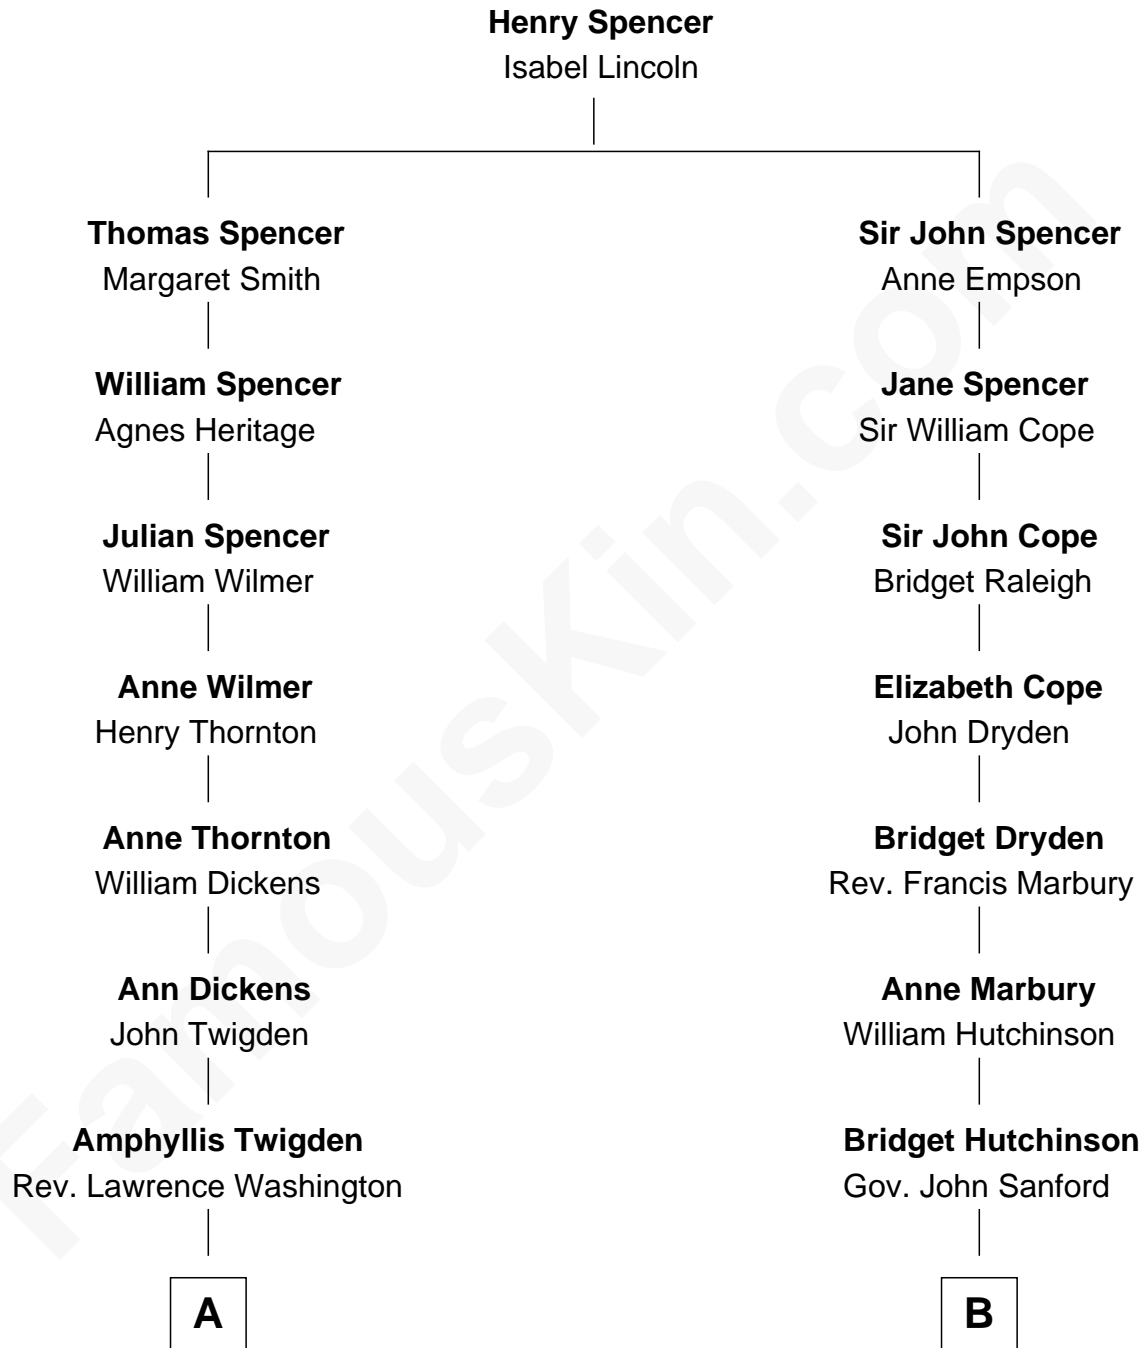 Henry Spencer
Isabel Lincoln
Thomas Spencer
Margaret Smith
William Spencer
Agnes Heritage
Julian Spencer
William Wilmer
Anne Wilmer
Henry Thornton
Anne Thornton
William Dickens
Ann Dickens
John Twigden
Amphyllis Twigden
Rev. Lawrence Washington
A
Sir John Spencer
Anne Empson
Jane Spencer
Sir William Cope
Sir John Cope
Bridget Raleigh
Elizabeth Cope
John Dryden
Bridget Dryden
Rev. Francis Marbury
Anne Marbury
William Hutchinson
Bridget Hutchinson
Gov. John Sanford
B
FamousKin.com